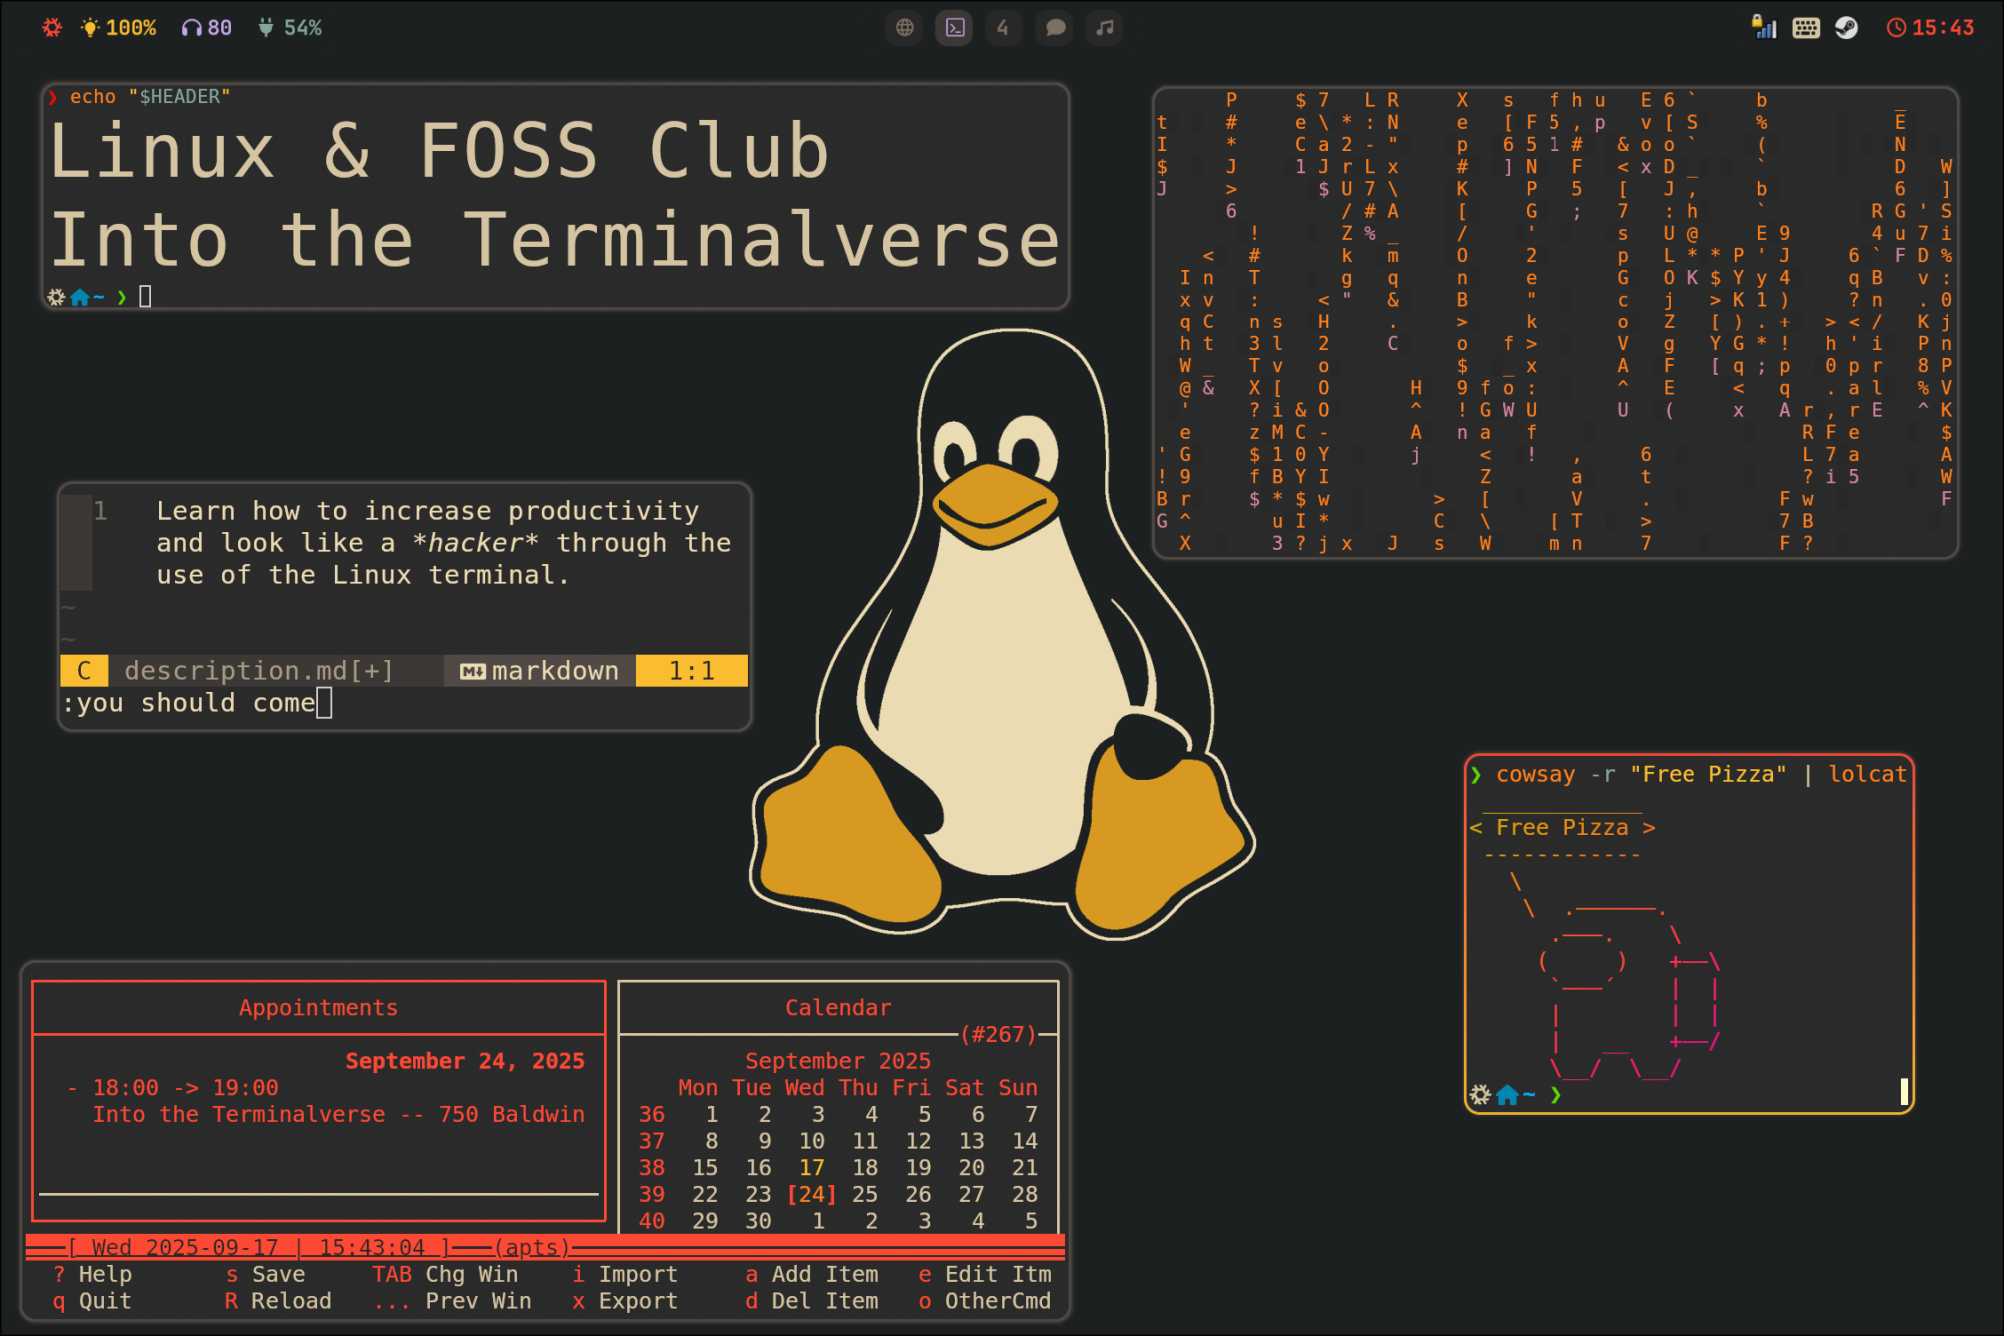 100% 80 54% 4 15:43
❯ echo "$HEADER"
Linux & FOSS Club
Into the Terminalverse
~ ❯
1 Learn how to increase productivity
and look like a *hacker* through the
use of the Linux terminal.
~
~
C description.md[+] markdown 1:1
:you should come
❯ cowsay -r "Free Pizza" | lolcat
< Free Pizza >
~ ❯
Appointments
September 24, 2025
- 18:00 -> 19:00
Into the Terminalverse -- 750 Baldwin
Calendar
(#267)
September 2025
Mon Tue Wed Thu Fri Sat Sun
36 1 2 3 4 5 6 7
37 8 9 10 11 12 13 14
38 15 16 17 18 19 20 21
39 22 23 [24] 25 26 27 28
40 29 30 1 2 3 4 5
[ Wed 2025-09-17 | 15:43:04 ] (apts)
? Help s Save TAB Chg Win i Import a Add Item e Edit Itm
q Quit R Reload ... Prev Win x Export d Del Item o OtherCmd